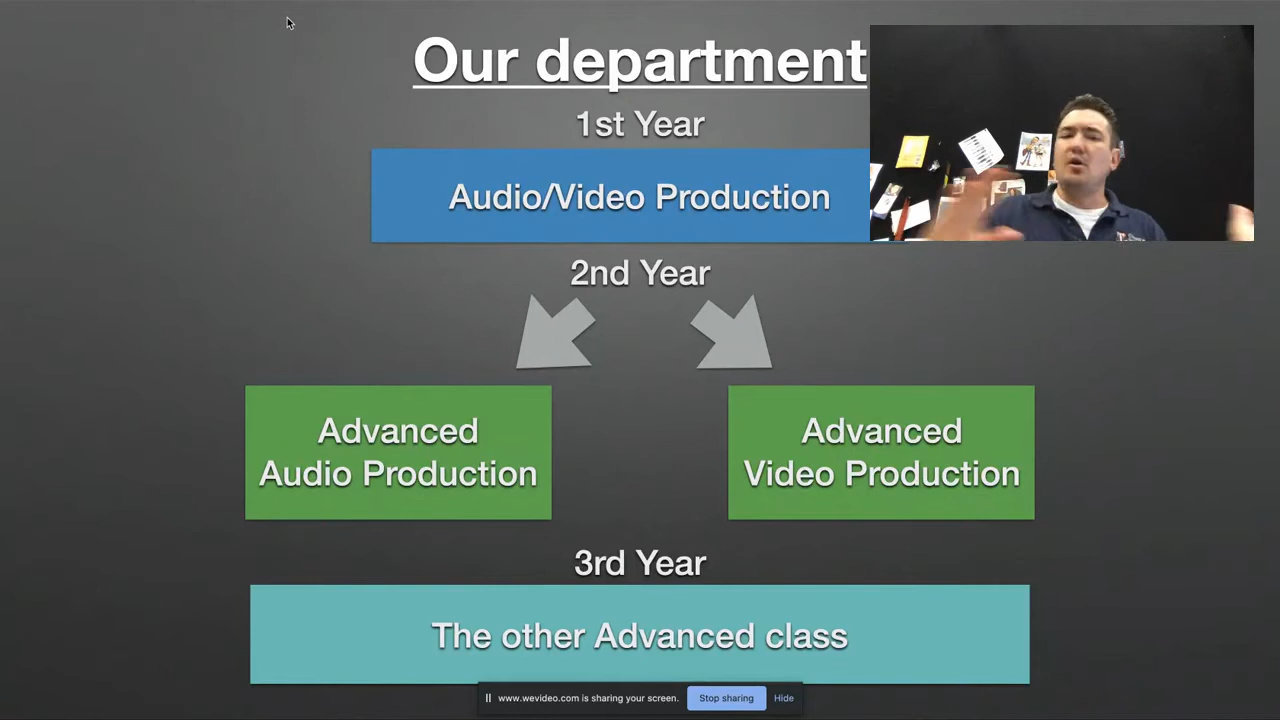 Our department
1st Year
Audio/Video Production
2nd Year
Advanced
Audio Production
Advanced
Video Production
3rd Year
The other Advanced class
www.wevideo.com is sharing your screen.
Stop sharing
Hide